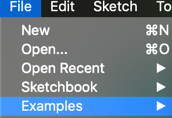 File Edit Sketch To
New ⌘N
Open... ⌘O
Open Recent ▶
Sketchbook ▶
Examples ▶